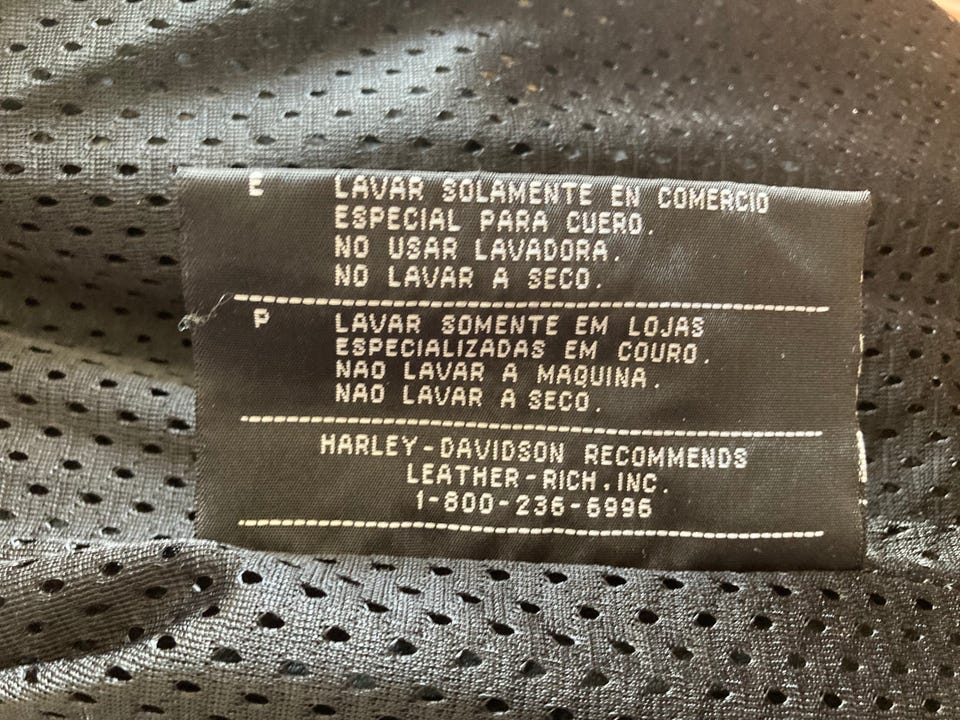 E LAVAR SOLAMENTE EN COMERCIO
ESPECIAL PARA CUERO.
NO USAR LAVADORA.
NO LAVAR A SECO.
P LAVAR SOMENTE EM LOJAS
ESPECIALIZADAS EM COURO.
NAO LAVAR A MAQUINA.
NAO LAVAR A SECO.
HARLEY-DAVIDSON RECOMMENDS
LEATHER-RICH, INC.
1-800-236-6996